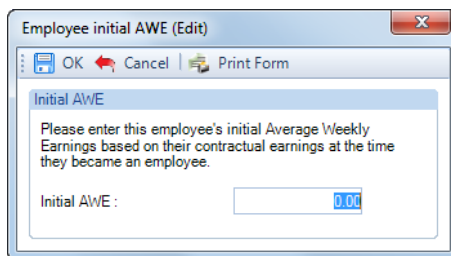 Employee initial AWE (Edit)
OK Cancel Print Form
Initial AWE
Please enter this employee's initial Average Weekly
Earnings based on their contractual earnings at the time
they became an employee.
Initial AWE : 0.00